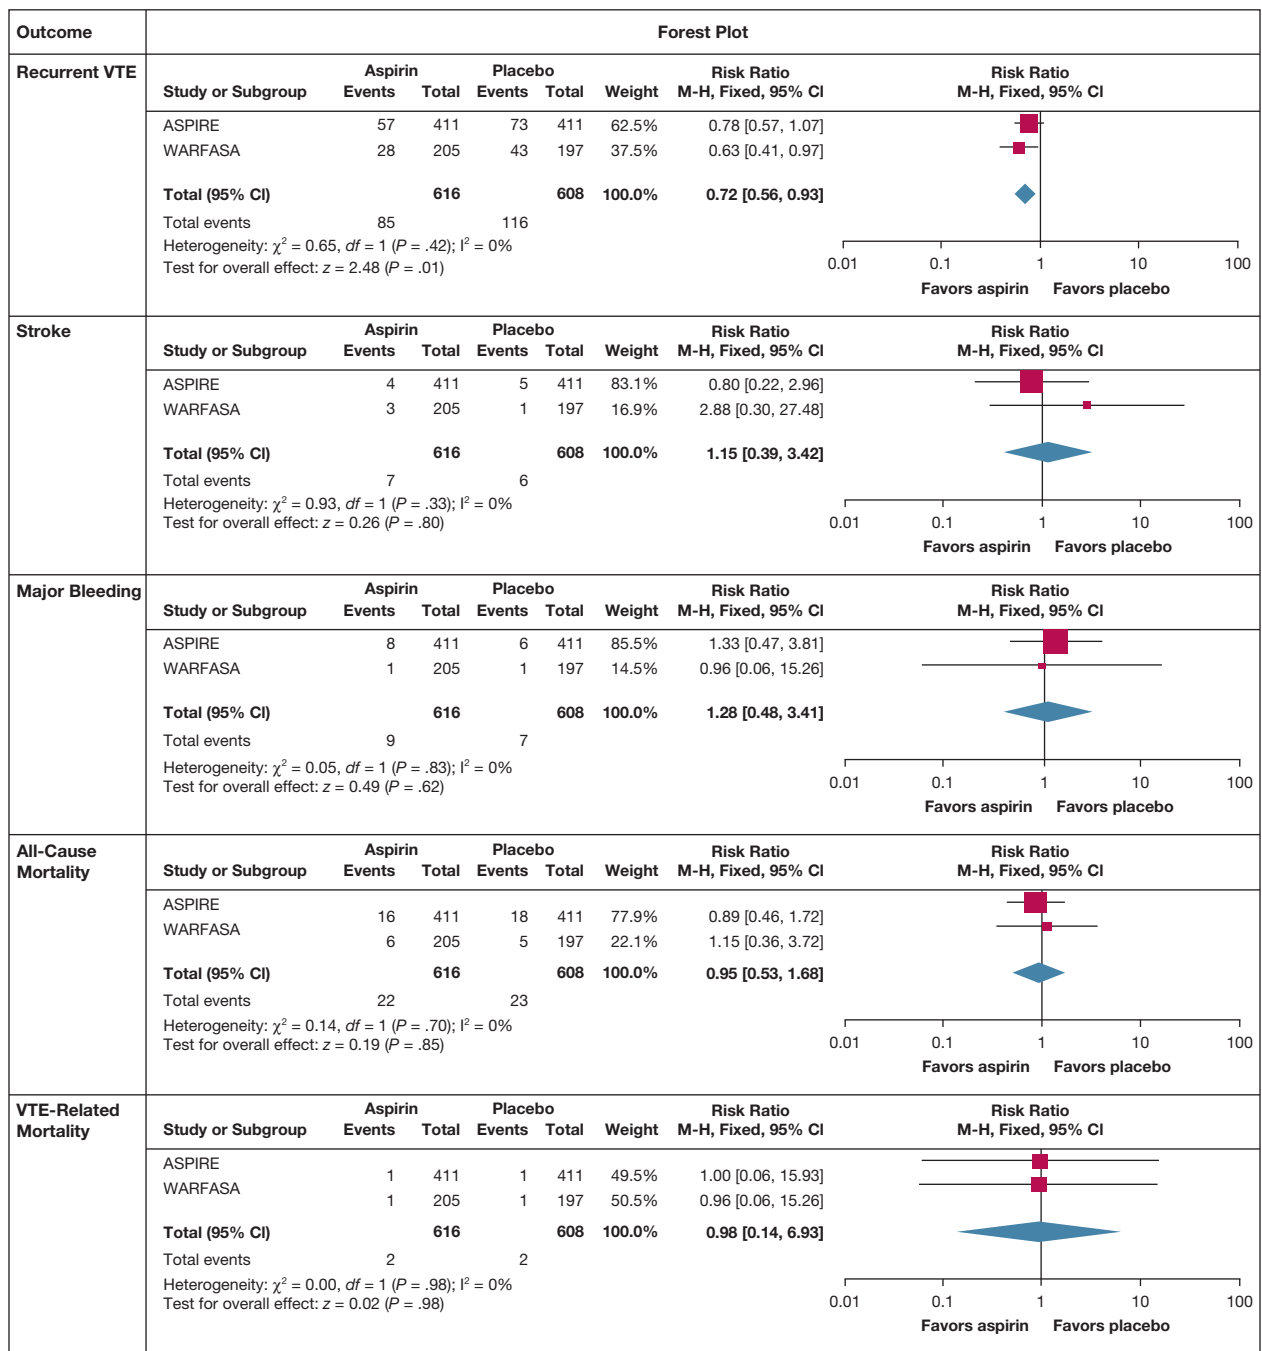 Outcome Forest Plot
Recurrent VTE
Aspirin Placebo Risk Ratio Risk Ratio
Study or Subgroup Events Total Events Total Weight M-H, Fixed, 95% CI M-H, Fixed, 95% CI
ASPIRE 57 411 73 411 62.5% 0.78 [0.57, 1.07]
WARFASA 28 205 43 197 37.5% 0.63 [0.41, 0.97]
Total (95% CI) 616 608 100.0% 0.72 [0.56, 0.93]
Total events 85 116
Heterogeneity: χ² = 0.65, df = 1 (P = .42); I² = 0%
Test for overall effect: z = 2.48 (P = .01)
0.01 0.1 1 10 100
Favors aspirin Favors placebo
Stroke
Aspirin Placebo Risk Ratio Risk Ratio
Study or Subgroup Events Total Events Total Weight M-H, Fixed, 95% CI M-H, Fixed, 95% CI
ASPIRE 4 411 5 411 83.1% 0.80 [0.22, 2.96]
WARFASA 3 205 1 197 16.9% 2.88 [0.30, 27.48]
Total (95% CI) 616 608 100.0% 1.15 [0.39, 3.42]
Total events 7 6
Heterogeneity: χ² = 0.93, df = 1 (P = .33); I² = 0%
Test for overall effect: z = 0.26 (P = .80)
0.01 0.1 1 10 100
Favors aspirin Favors placebo
Major Bleeding
Aspirin Placebo Risk Ratio Risk Ratio
Study or Subgroup Events Total Events Total Weight M-H, Fixed, 95% CI M-H, Fixed, 95% CI
ASPIRE 8 411 6 411 85.5% 1.33 [0.47, 3.81]
WARFASA 1 205 1 197 14.5% 0.96 [0.06, 15.26]
Total (95% CI) 616 608 100.0% 1.28 [0.48, 3.41]
Total events 9 7
Heterogeneity: χ² = 0.05, df = 1 (P = .83); I² = 0%
Test for overall effect: z = 0.49 (P = .62)
0.01 0.1 1 10 100
Favors aspirin Favors placebo
All-Cause
Mortality
Aspirin Placebo Risk Ratio Risk Ratio
Study or Subgroup Events Total Events Total Weight M-H, Fixed, 95% CI M-H, Fixed, 95% CI
ASPIRE 16 411 18 411 77.9% 0.89 [0.46, 1.72]
WARFASA 6 205 5 197 22.1% 1.15 [0.36, 3.72]
Total (95% CI) 616 608 100.0% 0.95 [0.53, 1.68]
Total events 22 23
Heterogeneity: χ² = 0.14, df = 1 (P = .70); I² = 0%
Test for overall effect: z = 0.19 (P = .85)
0.01 0.1 1 10 100
Favors aspirin Favors placebo
VTE-Related
Mortality
Aspirin Placebo Risk Ratio Risk Ratio
Study or Subgroup Events Total Events Total Weight M-H, Fixed, 95% CI M-H, Fixed, 95% CI
ASPIRE 1 411 1 411 49.5% 1.00 [0.06, 15.93]
WARFASA 1 205 1 197 50.5% 0.96 [0.06, 15.26]
Total (95% CI) 616 608 100.0% 0.98 [0.14, 6.93]
Total events 2 2
Heterogeneity: χ² = 0.00, df = 1 (P = .98); I² = 0%
Test for overall effect: z = 0.02 (P = .98)
0.01 0.1 1 10 100
Favors aspirin Favors placebo